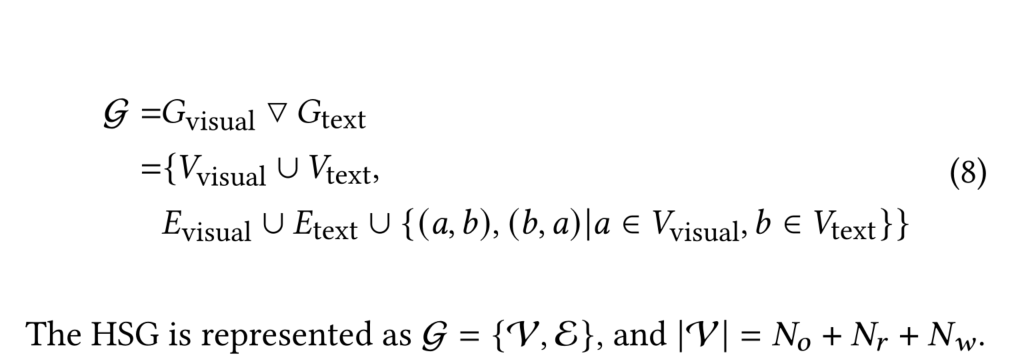 𝒢 =G_visual ▽ G_text
={V_visual ∪ V_text, (8)
E_visual ∪ E_text ∪ {(a, b), (b, a)|a ∈ V_visual, b ∈ V_text}}
The HSG is represented as 𝒢 = {𝒱, ℰ}, and |𝒱| = N_o + N_r + N_w.